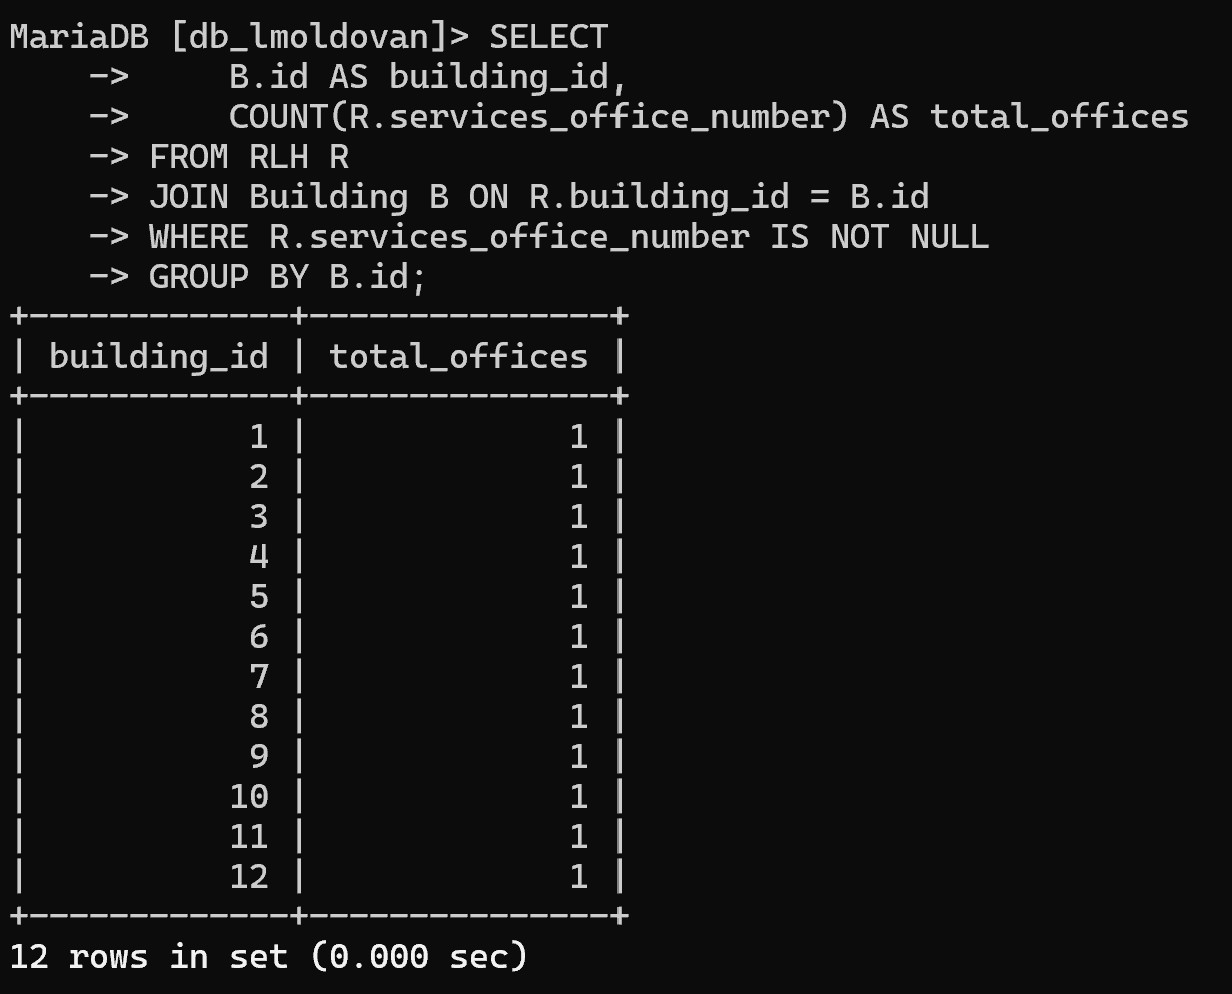 MariaDB [db_lmoldovan]> SELECT
    ->     B.id AS building_id,
    ->     COUNT(R.services_office_number) AS total_offices
    -> FROM RLH R
    -> JOIN Building B ON R.building_id = B.id
    -> WHERE R.services_office_number IS NOT NULL
    -> GROUP BY B.id;
+-------------+---------------+
| building_id | total_offices |
+-------------+---------------+
|           1 |             1 |
|           2 |             1 |
|           3 |             1 |
|           4 |             1 |
|           5 |             1 |
|           6 |             1 |
|           7 |             1 |
|           8 |             1 |
|           9 |             1 |
|          10 |             1 |
|          11 |             1 |
|          12 |             1 |
+-------------+---------------+
12 rows in set (0.000 sec)